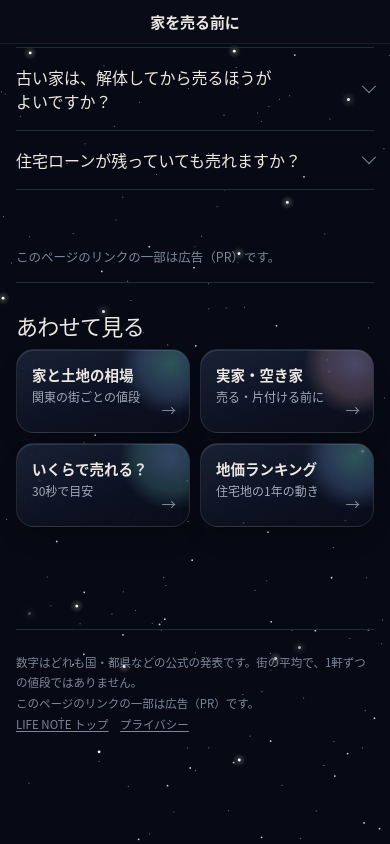 家を売る前に
古い家は、解体してから売るほうが
よいですか？
住宅ローンが残っていても売れますか？
このページのリンクの一部は広告（PR）です。
あわせて見る
家と土地の相場
関東の街ごとの値段
→
実家・空き家
売る・片付ける前に
→
いくらで売れる？
30秒で目安
→
地価ランキング
住宅地の1年の動き
→
数字はどれも国・都県などの公式の発表です。街の平均で、1軒ずつ
の値段ではありません。
このページのリンクの一部は広告（PR）です。
LIFE NOTE トップ プライバシー